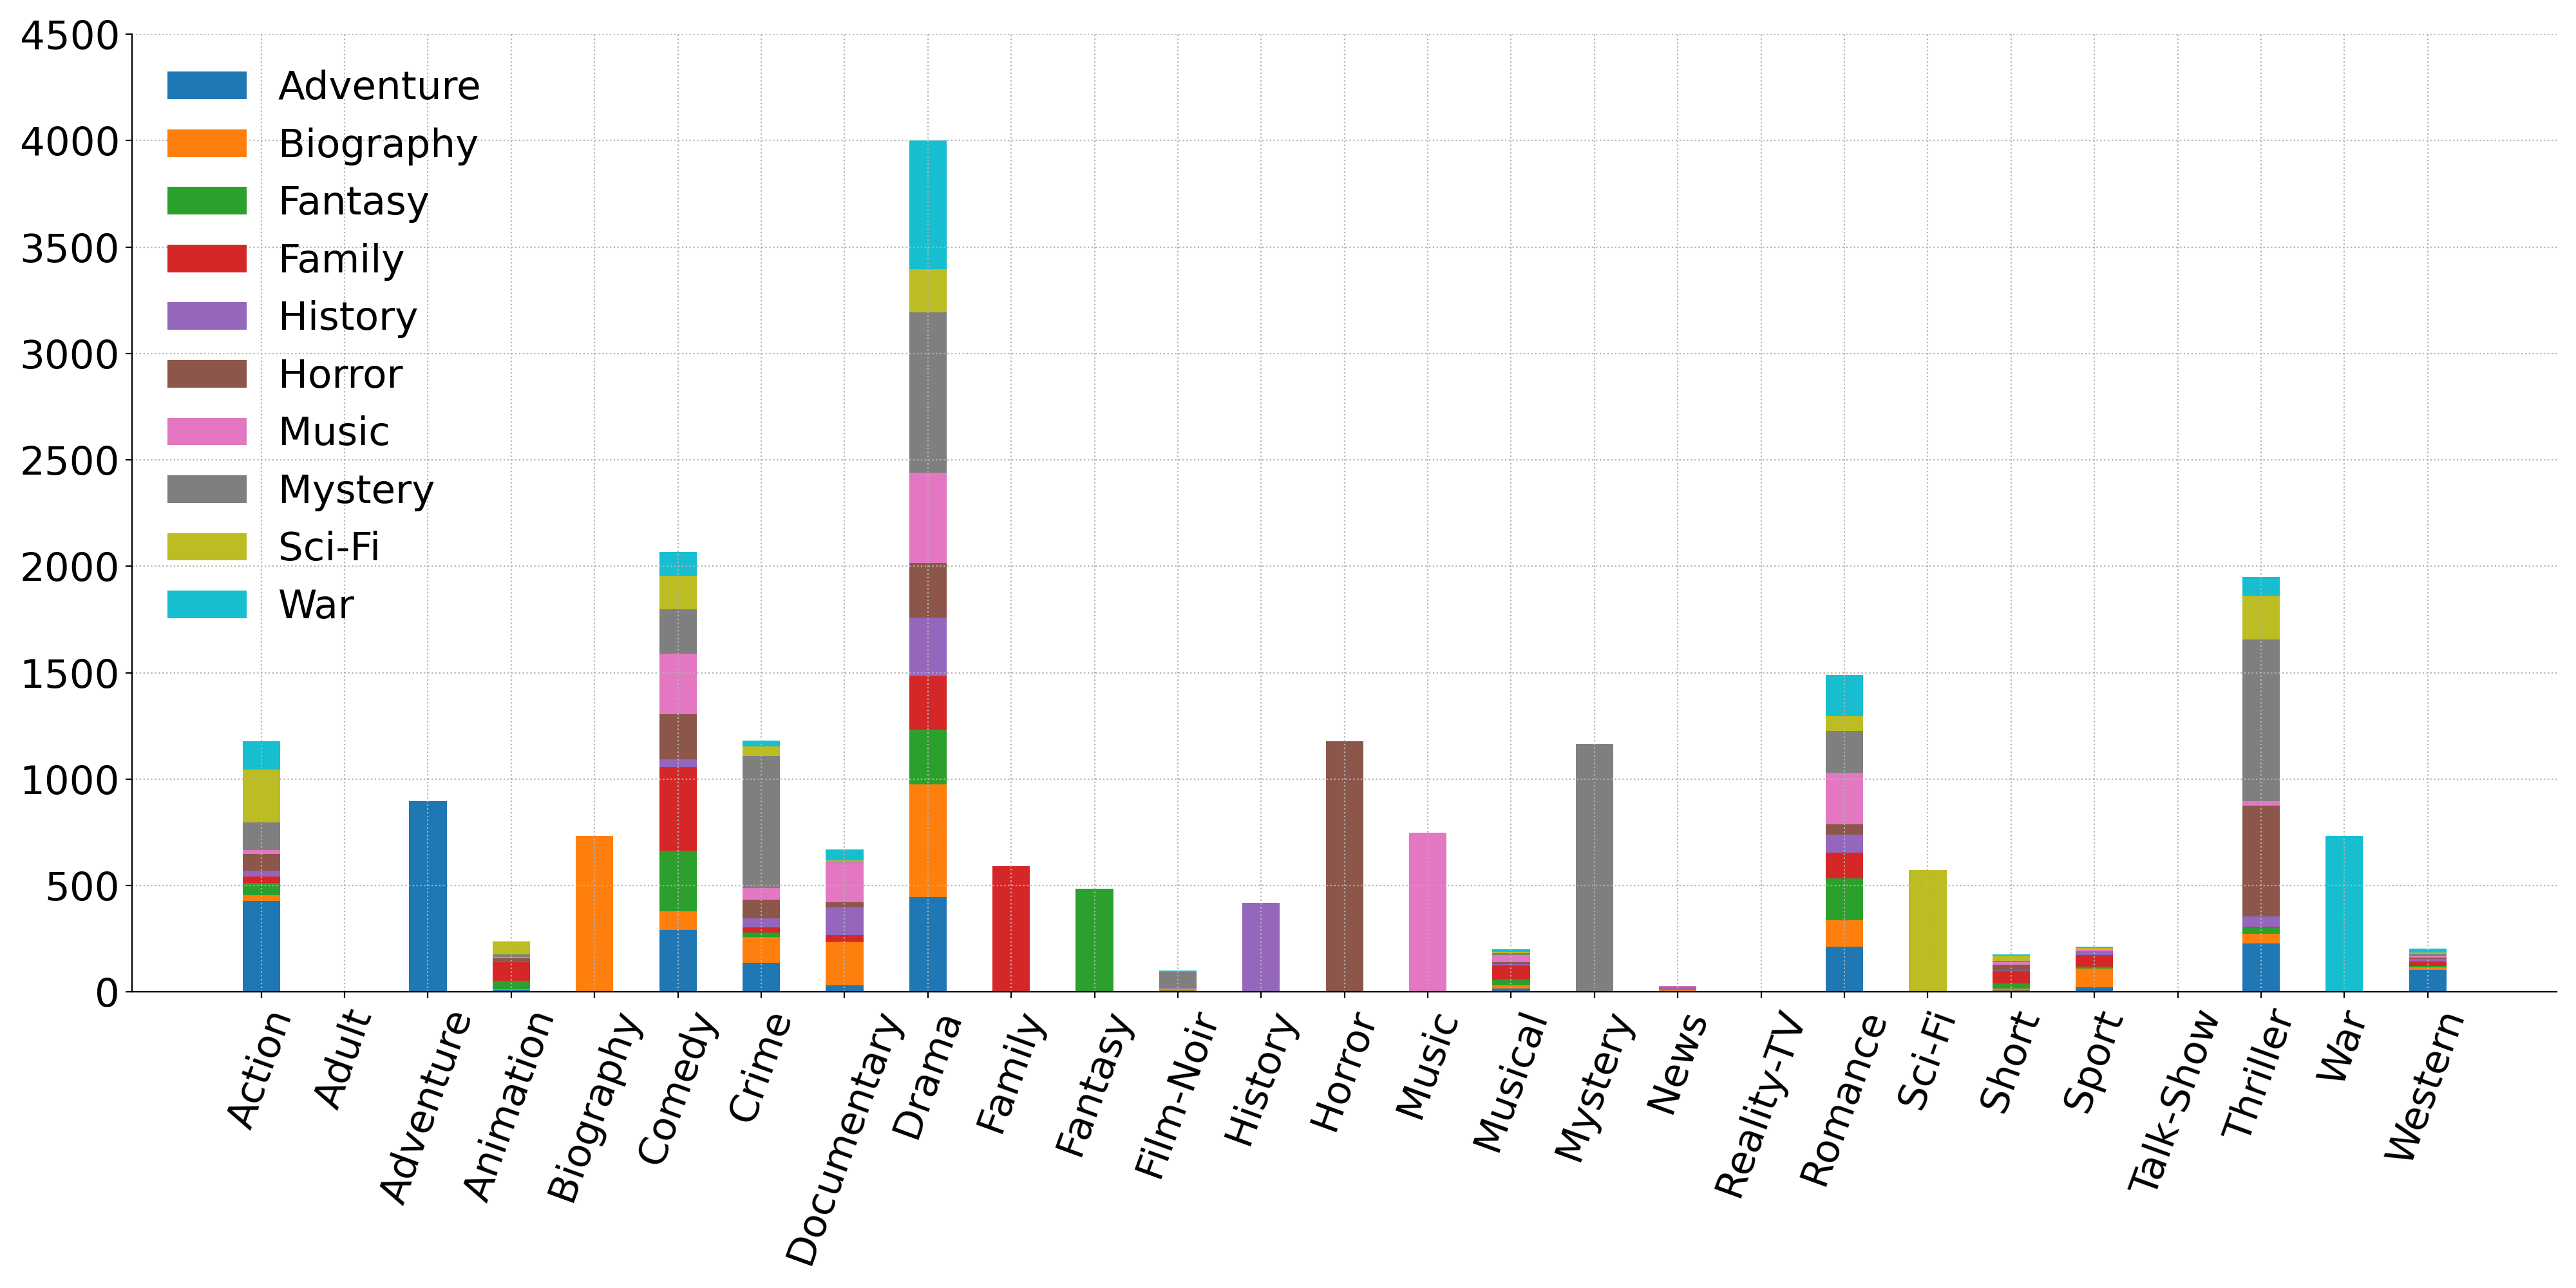 4500
4000
3500
3000
2500
2000
1500
1000
500
0
Adventure
Biography
Fantasy
Family
History
Horror
Music
Mystery
Sci-Fi
War
Action
Adult
Adventure
Animation
Biography
Comedy
Crime
Documentary
Drama
Family
Fantasy
Film-Noir
History
Horror
Music
Musical
Mystery
News
Reality-TV
Romance
Sci-Fi
Short
Sport
Talk-Show
Thriller
War
Western